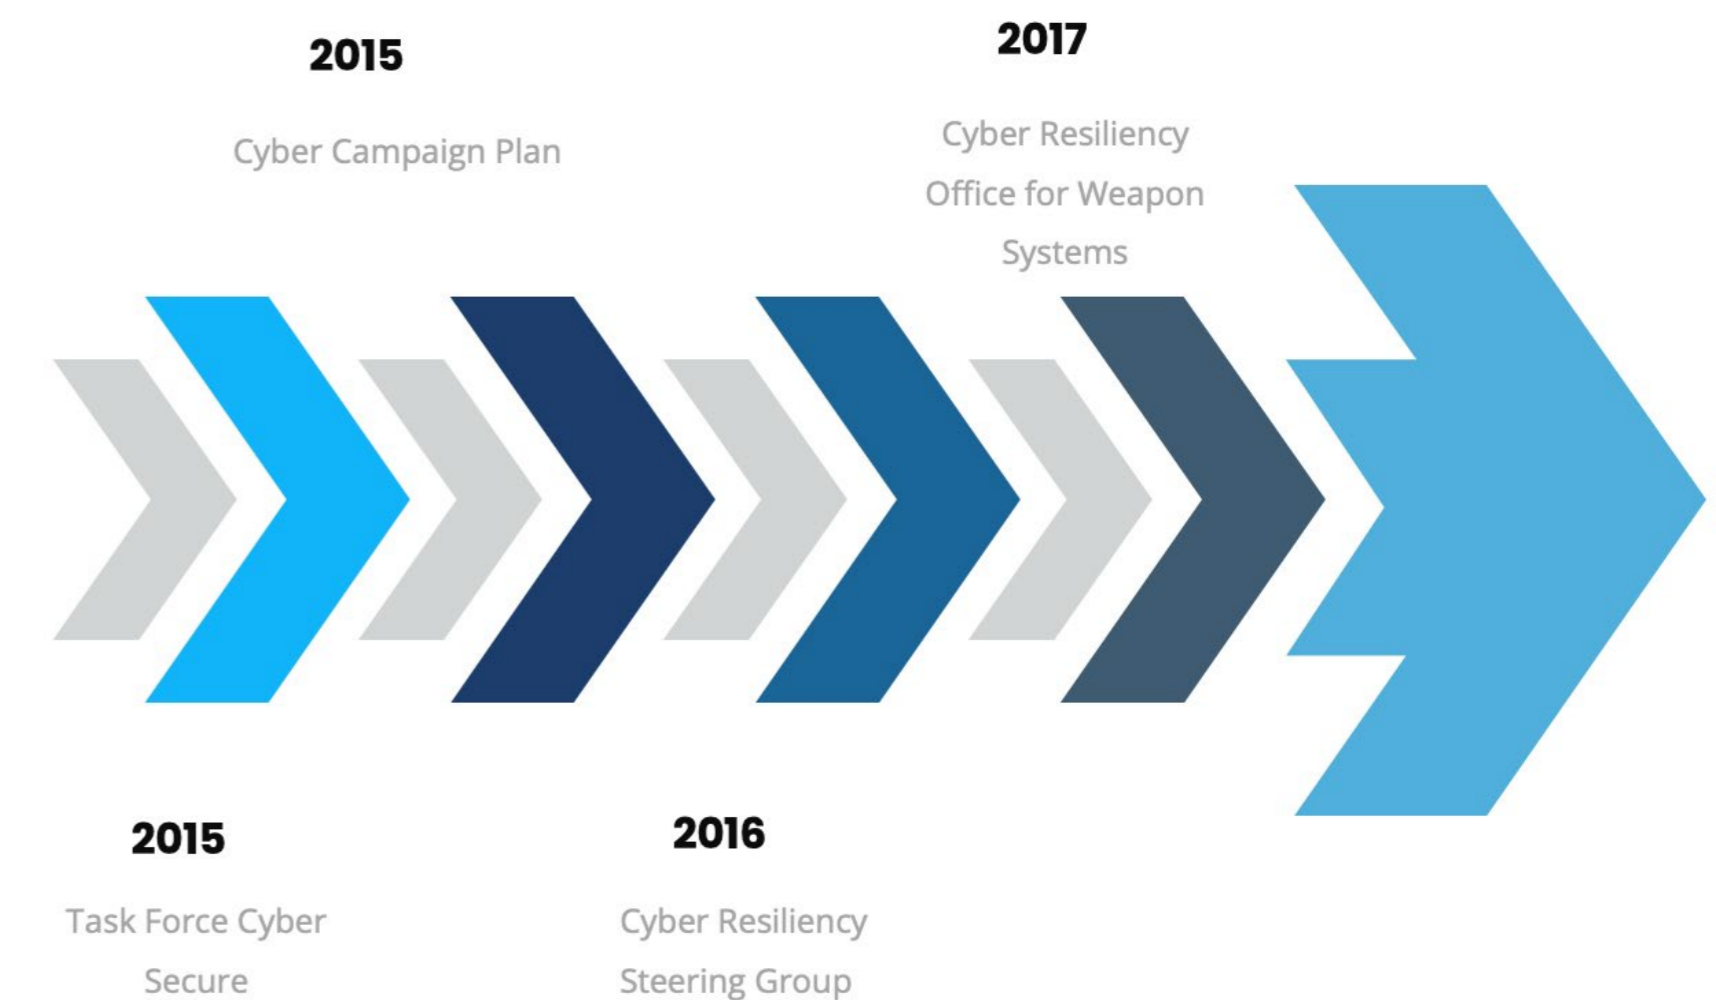 2015
Cyber Campaign Plan
2017
Cyber Resiliency
Office for Weapon
Systems
2015
Task Force Cyber
Secure
2016
Cyber Resiliency
Steering Group